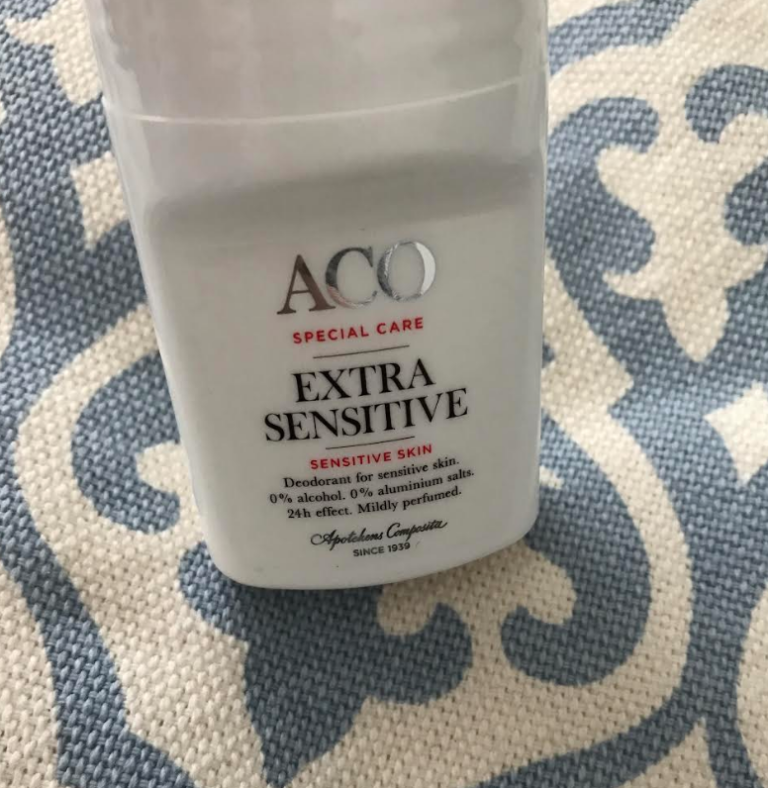 ACO
SPECIAL CARE
EXTRA
SENSITIVE
SENSITIVE SKIN
Deodorant for sensitive skin.
0% alcohol. 0% aluminium salts.
24h effect. Mildly perfumed.
Apotekens Composita
SINCE 1939